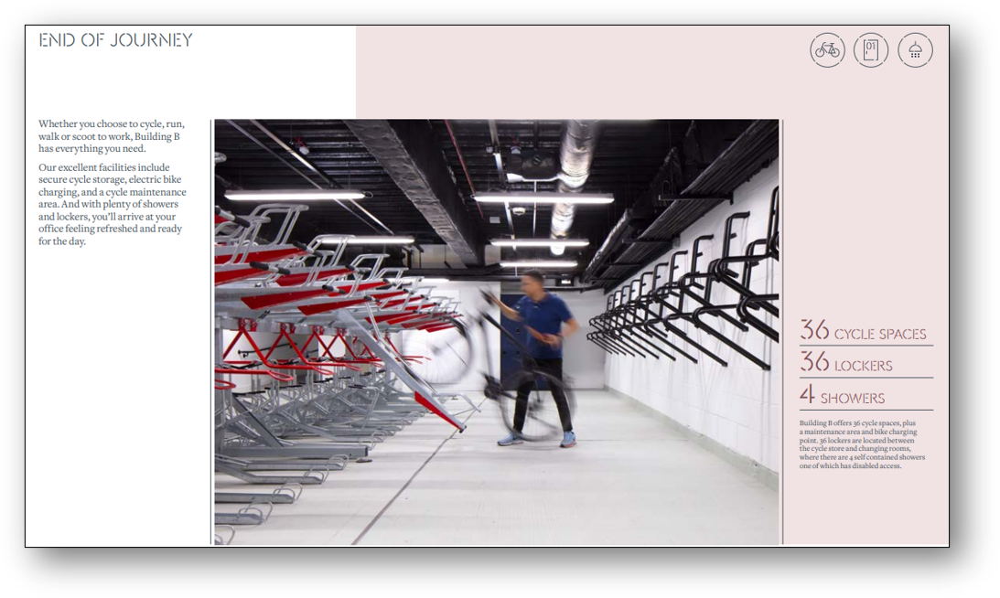 END OF JOURNEY
01
Whether you choose to cycle, run,
walk or scoot to work, Building B
has everything you need.
Our excellent facilities include
secure cycle storage, electric bike
charging, and a cycle maintenance
area. And with plenty of showers
and lockers, you’ll arrive at your
office feeling refreshed and ready
for the day.
36 CYCLE SPACES
36 LOCKERS
4 SHOWERS
Building B offers 36 cycle spaces, plus
a maintenance area and bike charging
point. 36 lockers are located between
the cycle store and changing rooms,
where there are 4 self contained showers
one of which has disabled access.